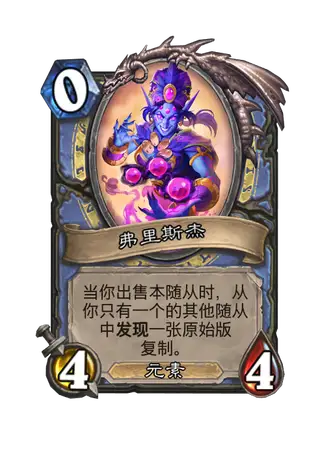 0
弗里斯杰
当你出售本随从时，从
你只有一个的其他随从
中发现一张原始版
复制。
4
元素
4